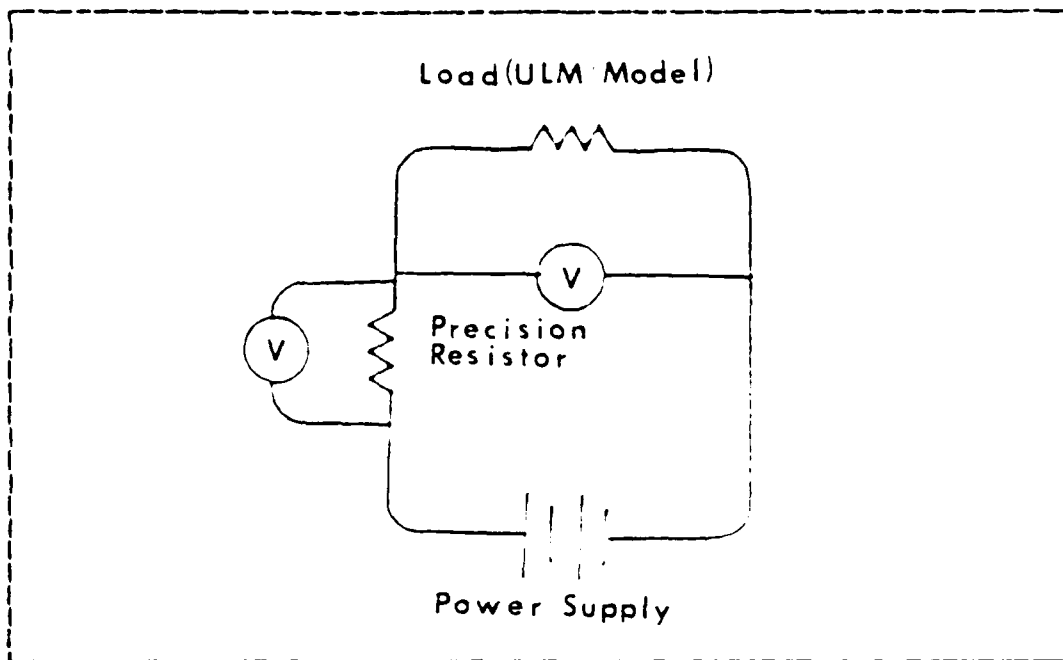 Load(ULM Model)
V
V
Precision
Resistor
Power Supply